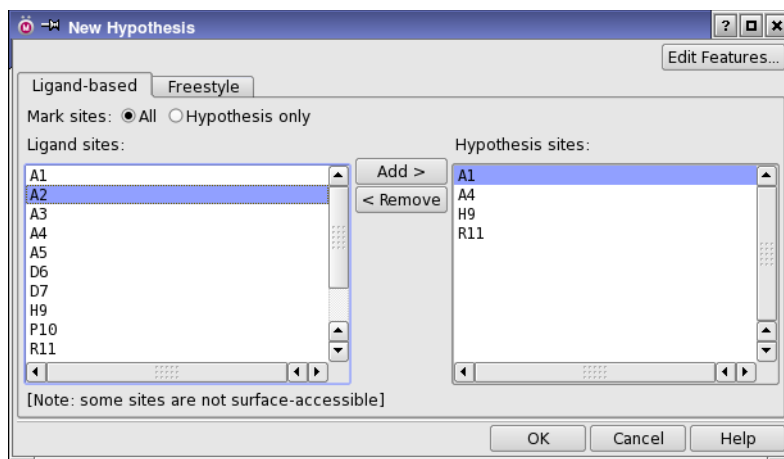 New Hypothesis
Edit Features...
Ligand-based Freestyle
Mark sites: All Hypothesis only
Ligand sites:
A1
A2
A3
A4
A5
D6
D7
H9
P10
R11
Add >
< Remove
Hypothesis sites:
A1
A4
H9
R11
[Note: some sites are not surface-accessible]
OK Cancel Help